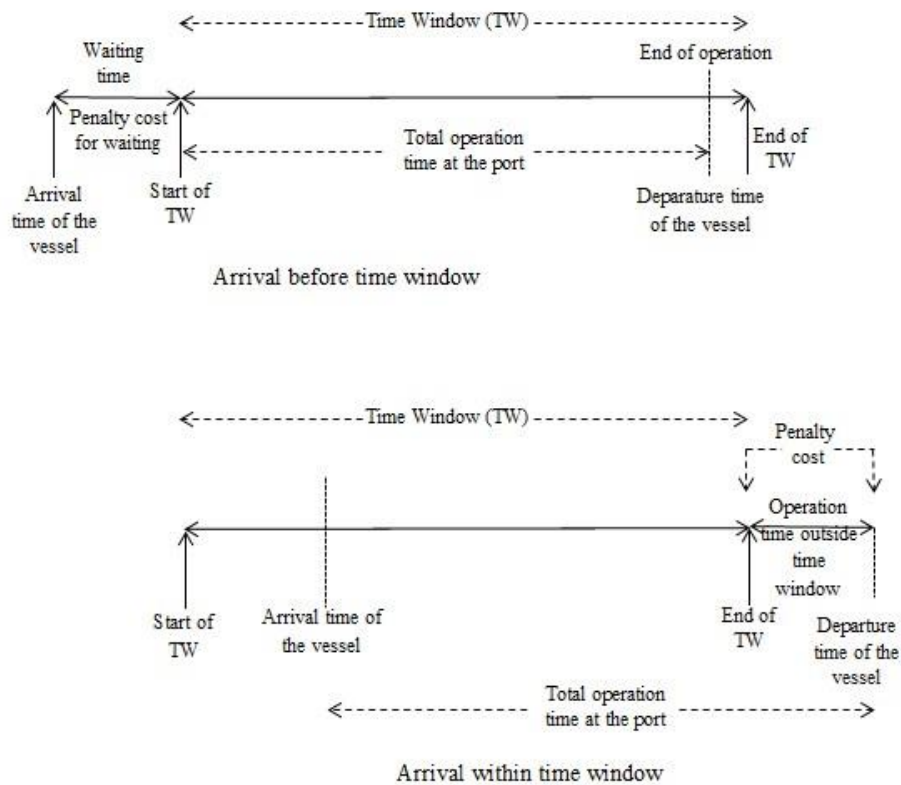 Time Window (TW)
Waiting
time
End of operation
Penalty cost
for waiting
Total operation
time at the port
End of
TW
Arrival
time of the
vessel
Start of
TW
Deparature time
of the vessel
Arrival before time window
Time Window (TW)
Penalty
cost
Operation
time outside
time
window
Start of
TW
Arrival time of
the vessel
End of
TW
Departure
time of the
vessel
Total operation
time at the port
Arrival within time window